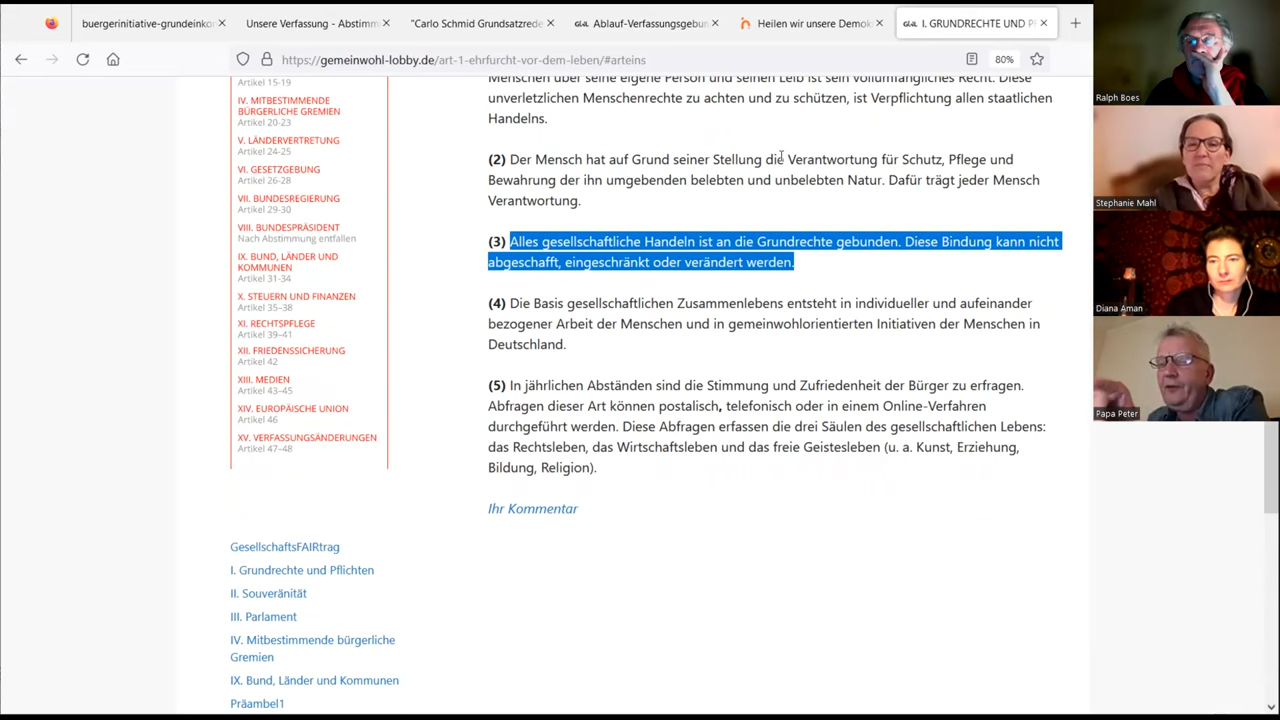 buergerinitiative-grundeinko
Unsere Verfassung - Abstimm
"Carlo Schmid Grundsatzrede
GWL
Ablauf-Verfassungsgebun
Heilen wir unsere Demok
GWL
I. GRUNDRECHTE UND P
https://gemeinwohl-lobby.de/art-1-ehrfurcht-vor-dem-leben/#arteins
80%
Artikel 15-19
IV. MITBESTIMMENDE
BÜRGERLICHE GREMIEN
Artikel 20-23
V. LÄNDERVERTRETUNG
Artikel 24-25
VI. GESETZGEBUNG
Artikel 26-28
VII. BUNDESREGIERUNG
Artikel 29-30
VIII. BUNDESPRÄSIDENT
Nach Abstimmung entfallen
IX. BUND, LÄNDER UND
KOMMUNEN
Artikel 31-34
X. STEUERN UND FINANZEN
Artikel 35–38
XI. RECHTSPFLEGE
Artikel 39–41
XII. FRIEDENSSICHERUNG
Artikel 42
XIII. MEDIEN
Artikel 43–45
XIV. EUROPÄISCHE UNION
Artikel 46
XV. VERFASSUNGSÄNDERUNGEN
Artikel 47–48
GesellschaftsFAIRtrag
I. Grundrechte und Pflichten
II. Souveränität
III. Parlament
IV. Mitbestimmende bürgerliche
Gremien
IX. Bund, Länder und Kommunen
Präambel1
Menschen über seine eigene Person und seinen Leib ist sein vollumfängliches Recht. Diese
unverletzlichen Menschenrechte zu achten und zu schützen, ist Verpflichtung allen staatlichen
Handelns.
(2) Der Mensch hat auf Grund seiner Stellung die Verantwortung für Schutz, Pflege und
Bewahrung der ihn umgebenden belebten und unbelebten Natur. Dafür trägt jeder Mensch
Verantwortung.
(3) Alles gesellschaftliche Handeln ist an die Grundrechte gebunden. Diese Bindung kann nicht
abgeschafft, eingeschränkt oder verändert werden.
(4) Die Basis gesellschaftlichen Zusammenlebens entsteht in individueller und aufeinander
bezogener Arbeit der Menschen und in gemeinwohlorientierten Initiativen der Menschen in
Deutschland.
(5) In jährlichen Abständen sind die Stimmung und Zufriedenheit der Bürger zu erfragen.
Abfragen dieser Art können postalisch, telefonisch oder in einem Online-Verfahren
durchgeführt werden. Diese Abfragen erfassen die drei Säulen des gesellschaftlichen Lebens:
das Rechtsleben, das Wirtschaftsleben und das freie Geistesleben (u. a. Kunst, Erziehung,
Bildung, Religion).
Ihr Kommentar
Ralph Boes
Stephanie Mahl
Diana Aman
Papa Peter